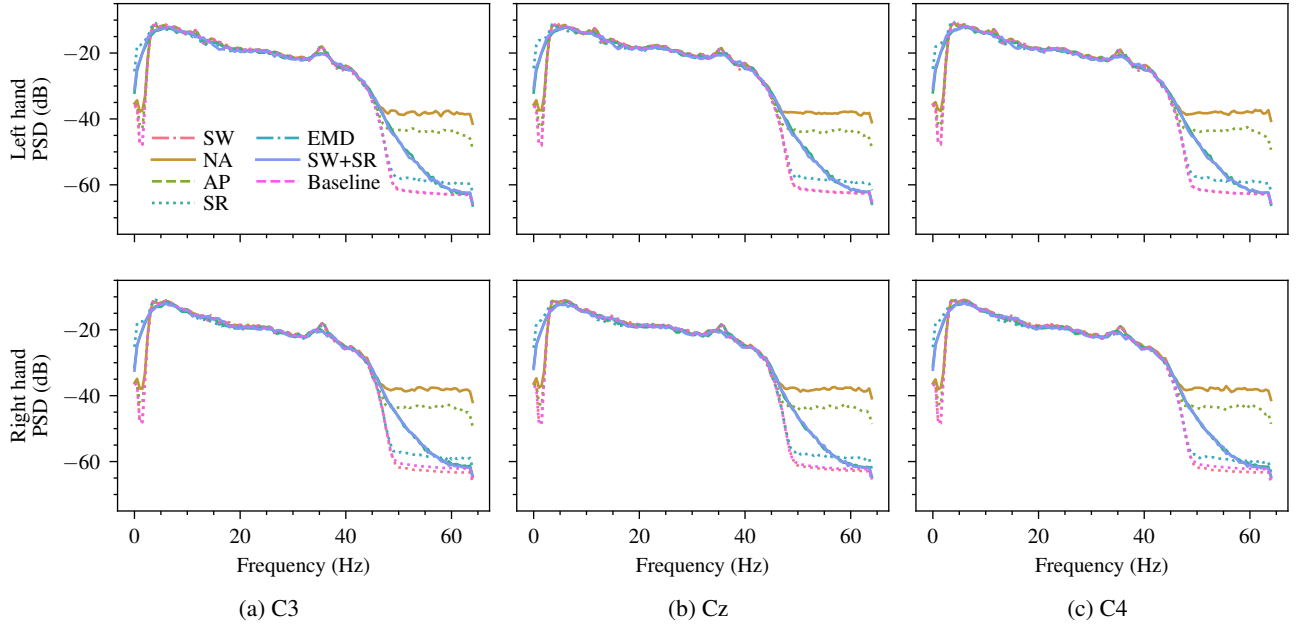 Left hand
PSD (dB)
−20
−40
−60
SW
NA
AP
SR
EMD
SW+SR
Baseline
Right hand
PSD (dB)
−20
−40
−60
0 20 40 60
0 20 40 60
0 20 40 60
Frequency (Hz)
Frequency (Hz)
Frequency (Hz)
(a) C3
(b) Cz
(c) C4